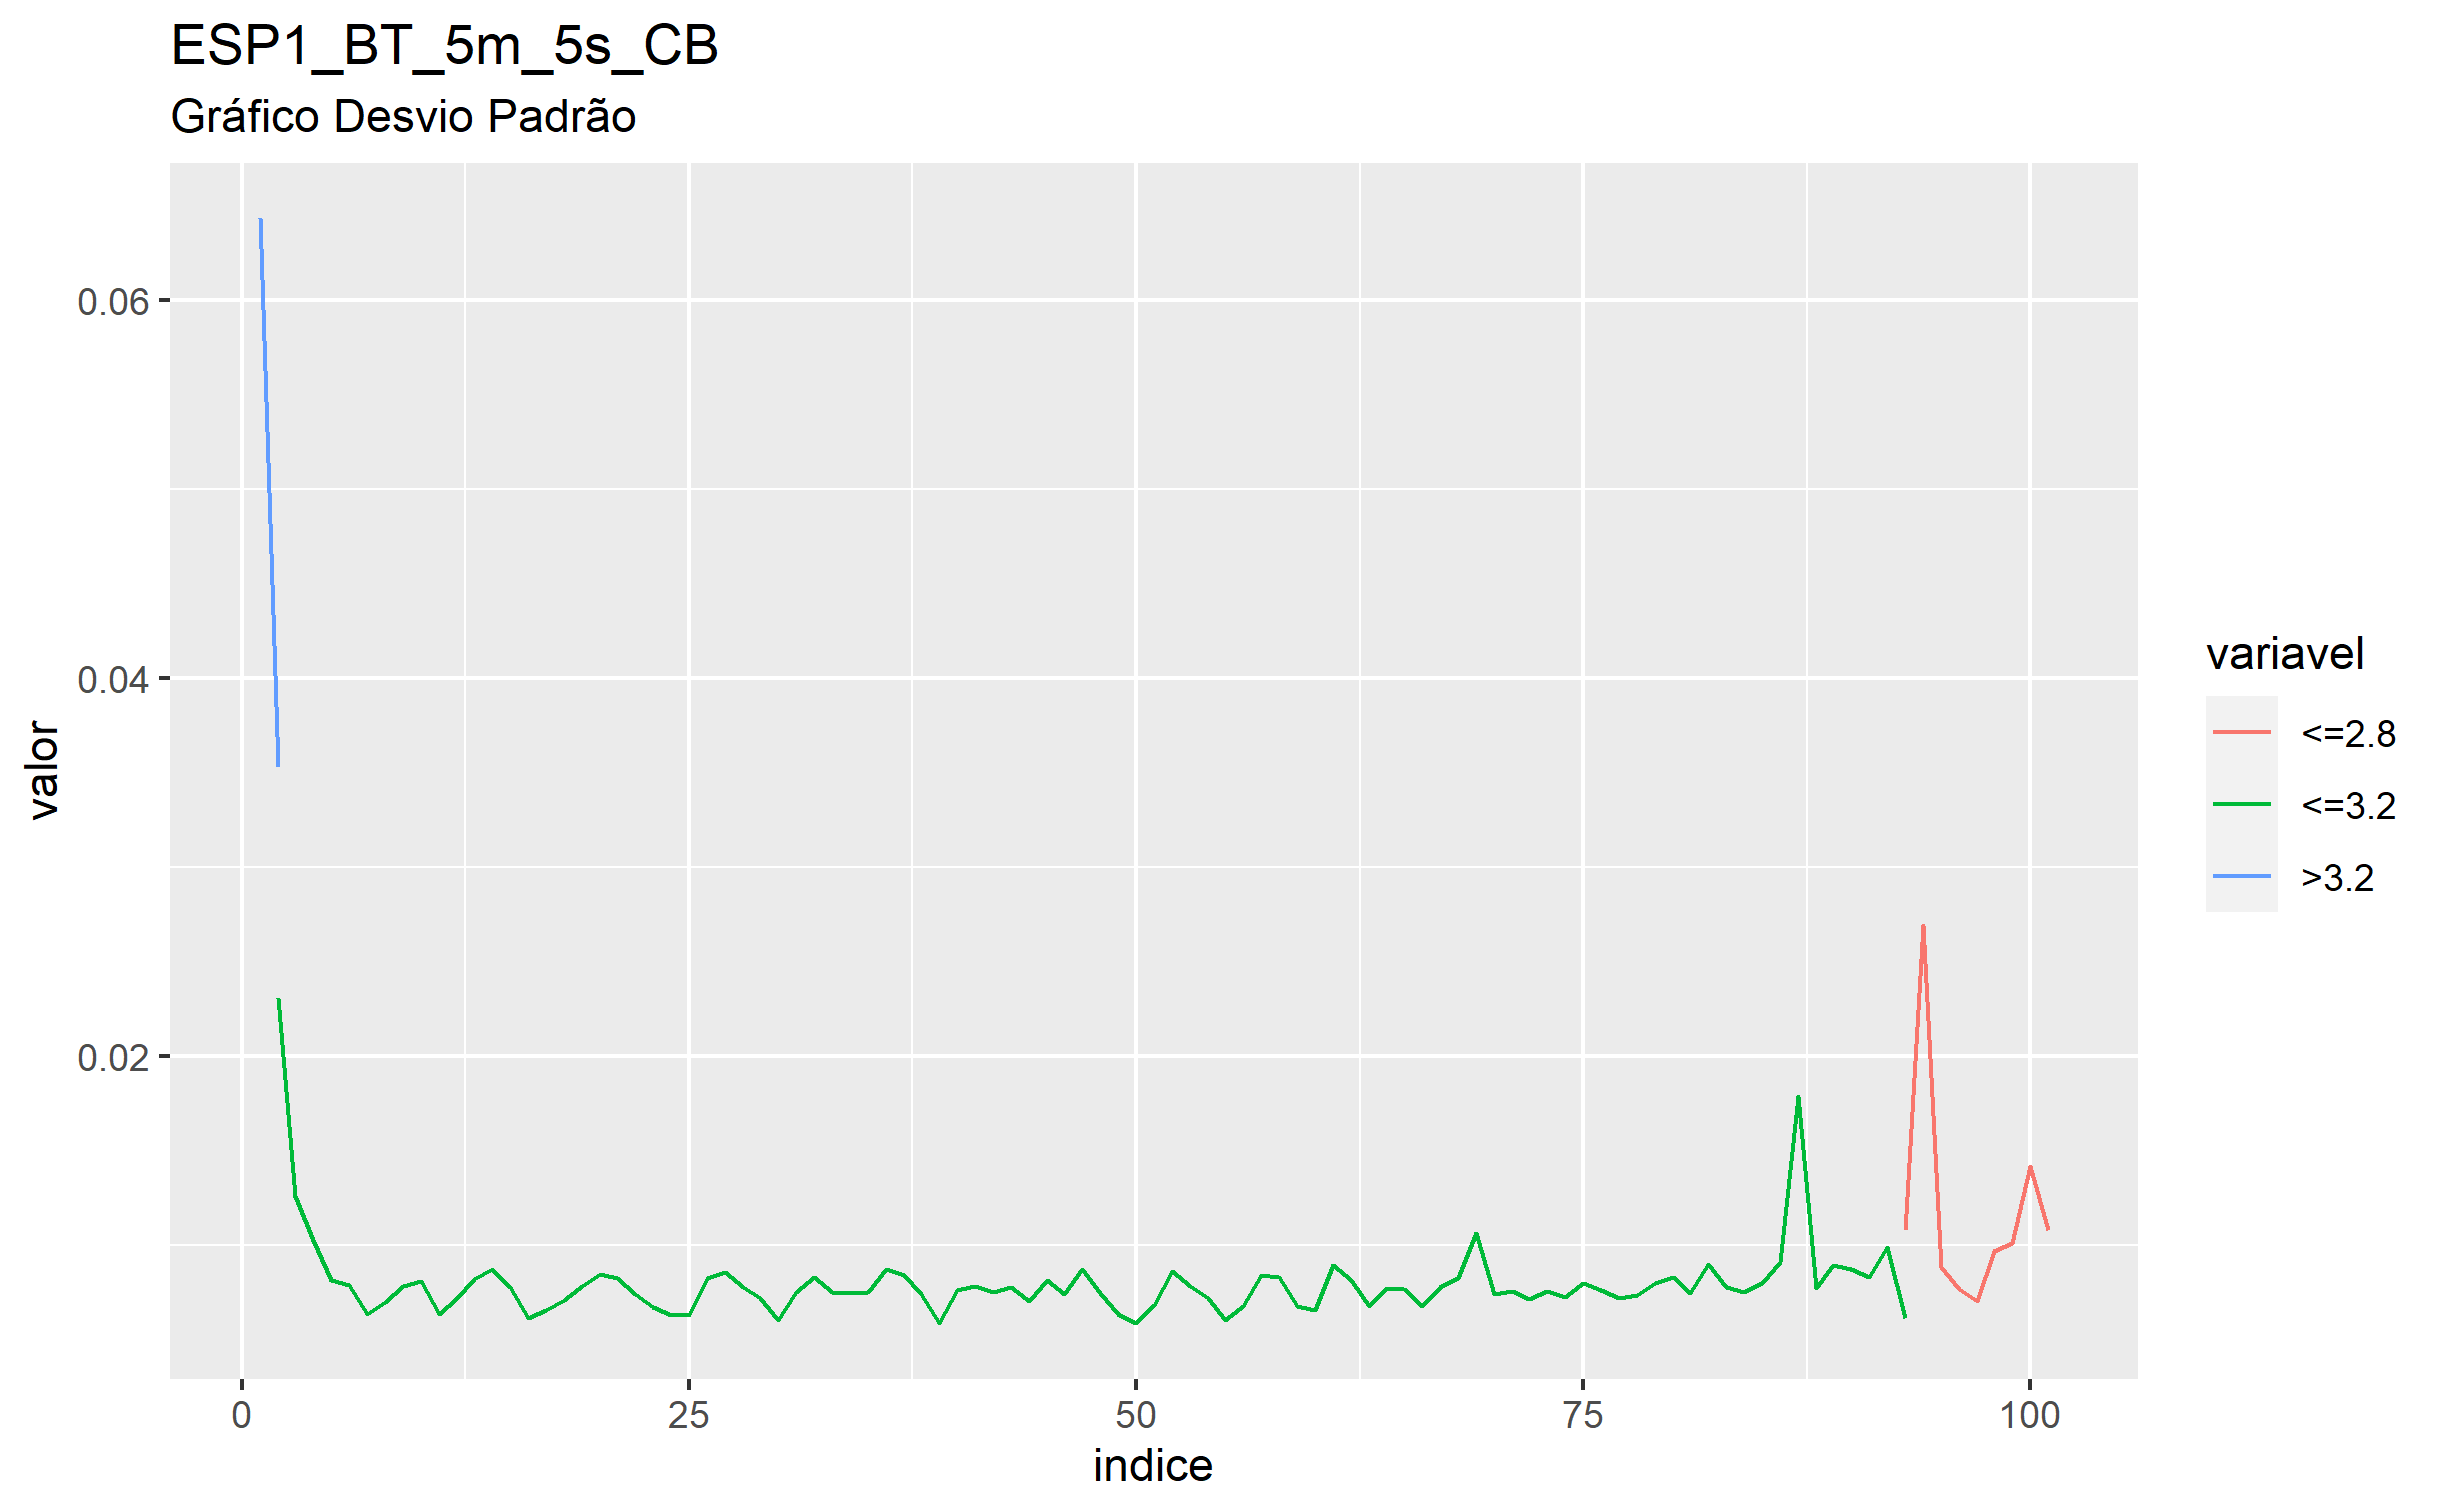 ESP1_BT_5m_5s_CB
Gráfico Desvio Padrão
valor
0.06
0.04
0.02
0
25
50
75
100
indice
variavel
<=2.8
<=3.2
>3.2